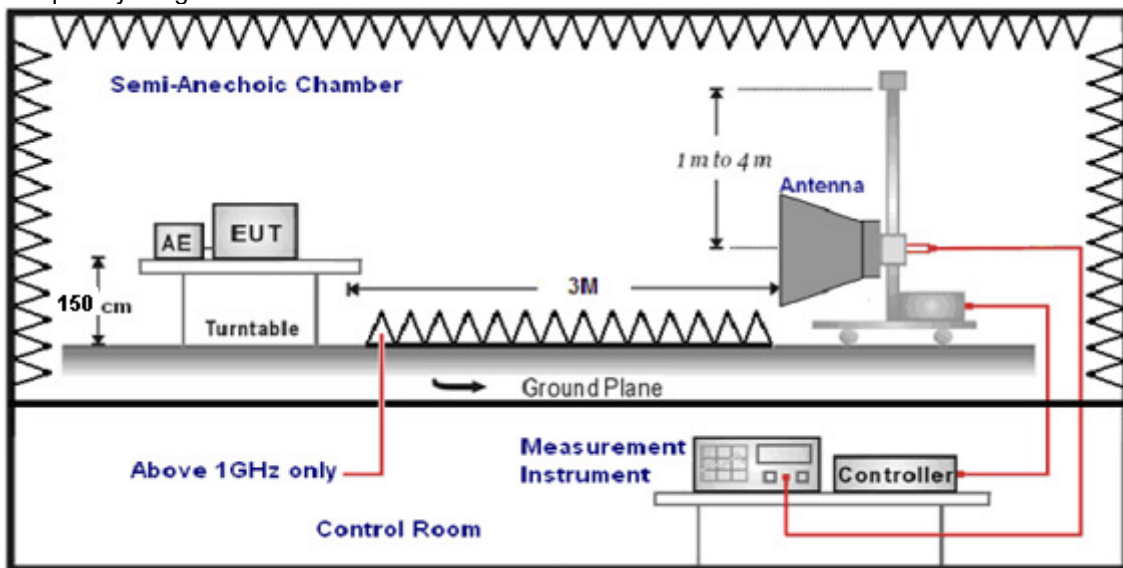 Semi-Anechoic Chamber
1 m to 4 m
Antenna
AE
EUT
150 cm
3M
Turntable
Ground Plane
Above 1GHz only
Measurement
Instrument
Controller
Control Room